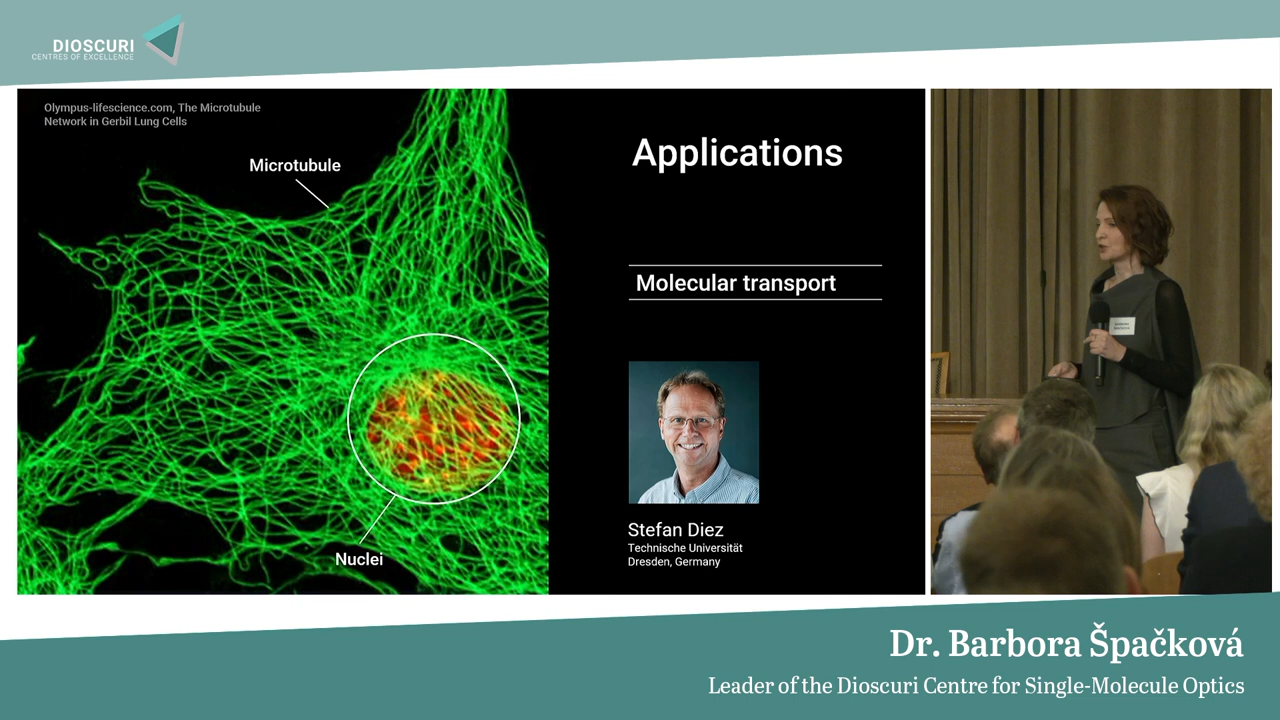 DIOSCURI
CENTRES OF EXCELLENCE
Olympus-lifescience.com, The Microtubule
Network in Gerbil Lung Cells
Microtubule
Nuclei
Applications
Molecular transport
Stefan Diez
Technische Universität
Dresden, Germany
Dr. Barbora Špačková
Leader of the Dioscuri Centre for Single-Molecule Optics